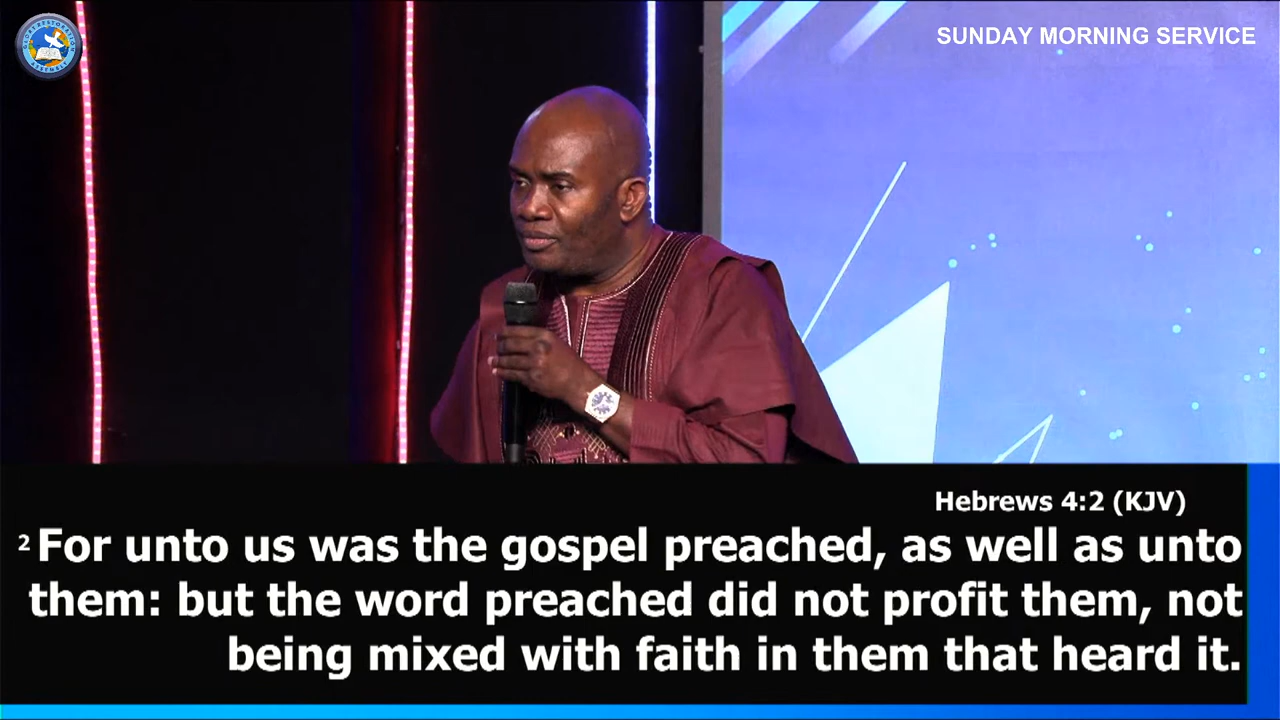 SUNDAY MORNING SERVICE
Hebrews 4:2 (KJV)
2 For unto us was the gospel preached, as well as unto
them: but the word preached did not profit them, not
being mixed with faith in them that heard it.